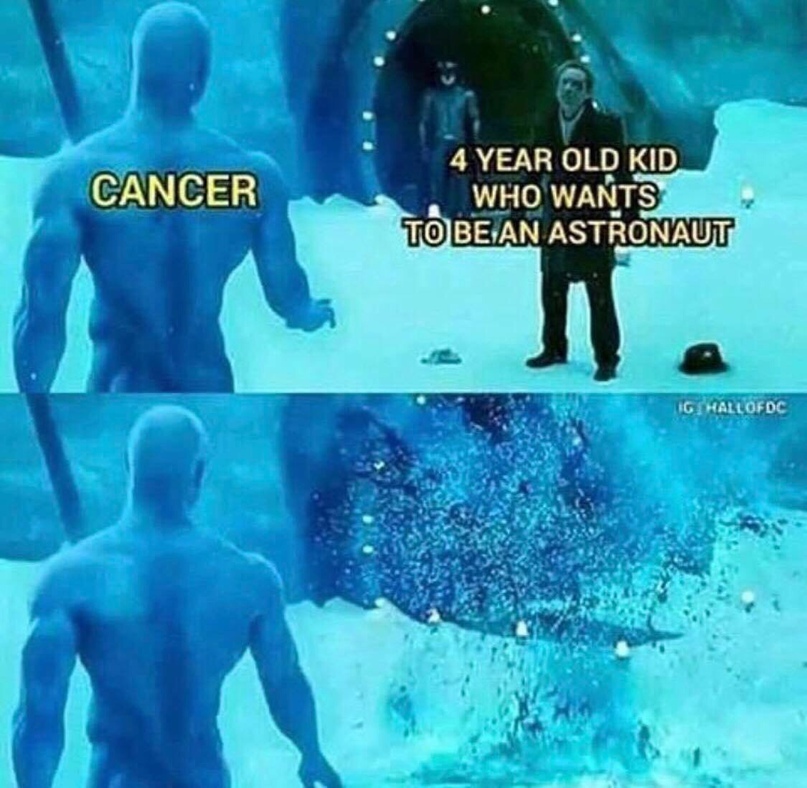 CANCER
4 YEAR OLD KID
WHO WANTS
TO BE AN ASTRONAUT
IG : HALLOFDC